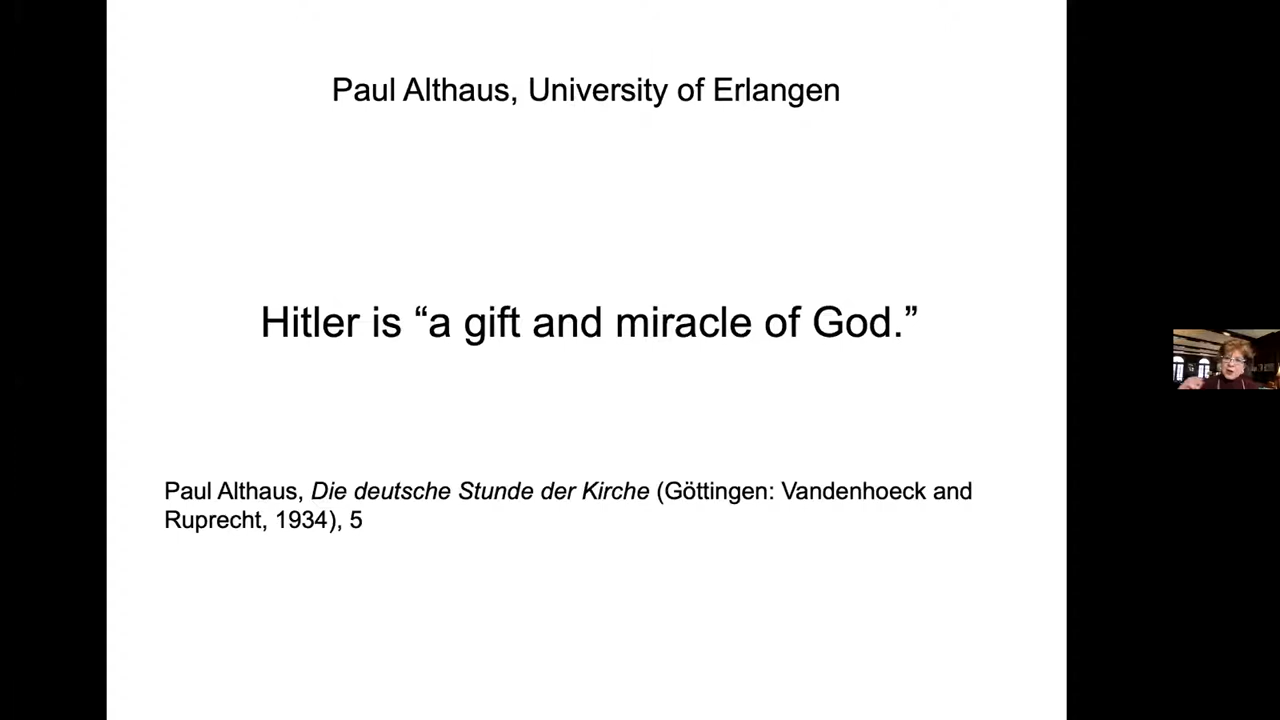 Paul Althaus, University of Erlangen
Hitler is “a gift and miracle of God.”
Paul Althaus, Die deutsche Stunde der Kirche (Göttingen: Vandenhoeck and
Ruprecht, 1934), 5